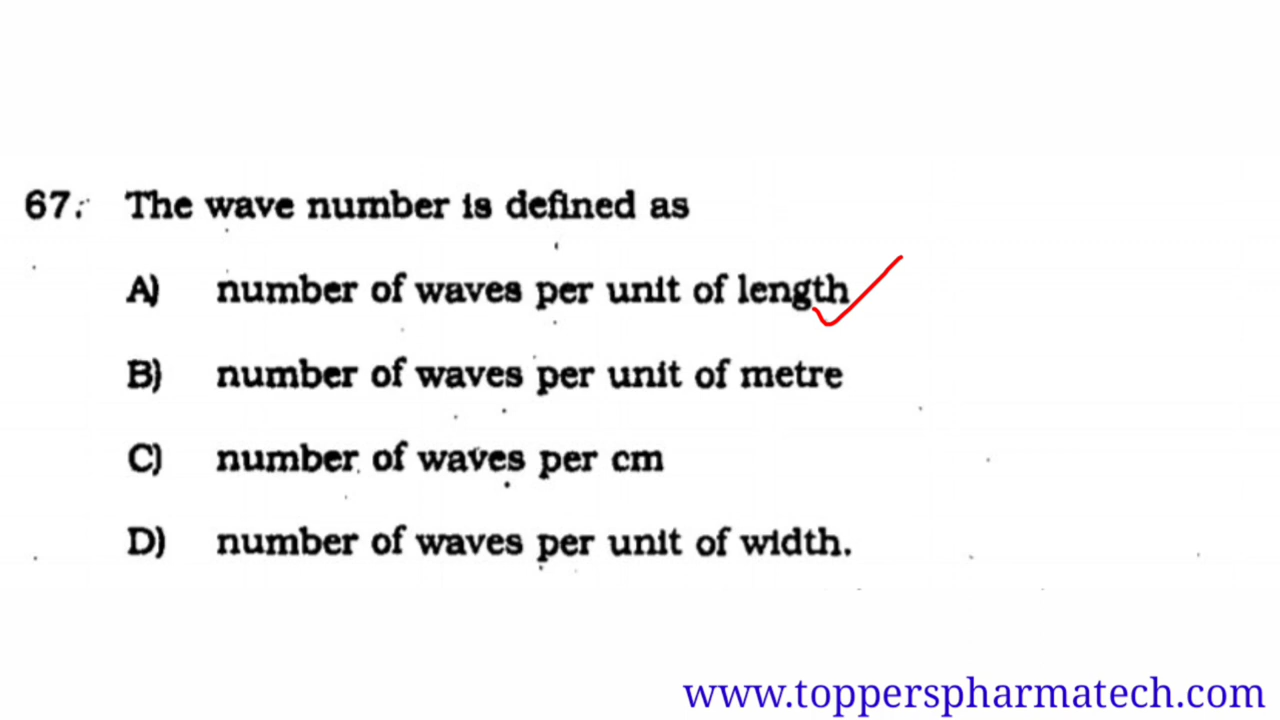 67. The wave number is defined as
A) number of waves per unit of length
B) number of waves per unit of metre
C) number of waves per cm
D) number of waves per unit of width.
www.topperspharmatech.com